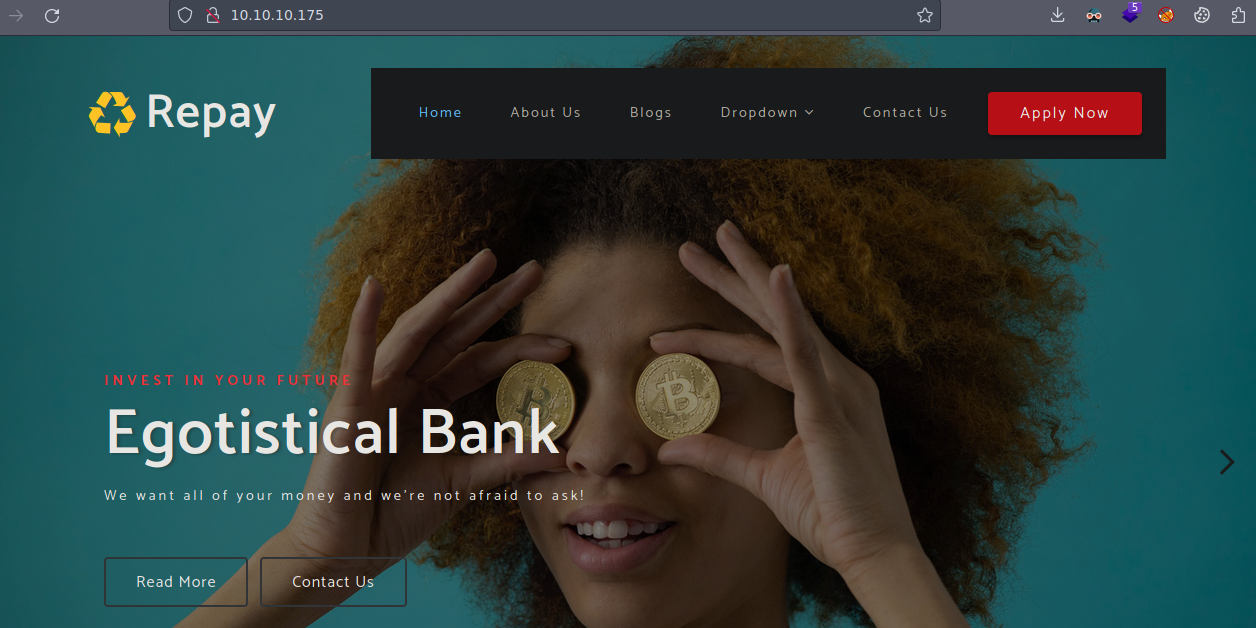 10.10.10.175
5
Repay
Home About Us Blogs Dropdown Contact Us Apply Now
INVEST IN YOUR FUTURE
Egotistical Bank
We want all of your money and we're not afraid to ask!
Read More Contact Us